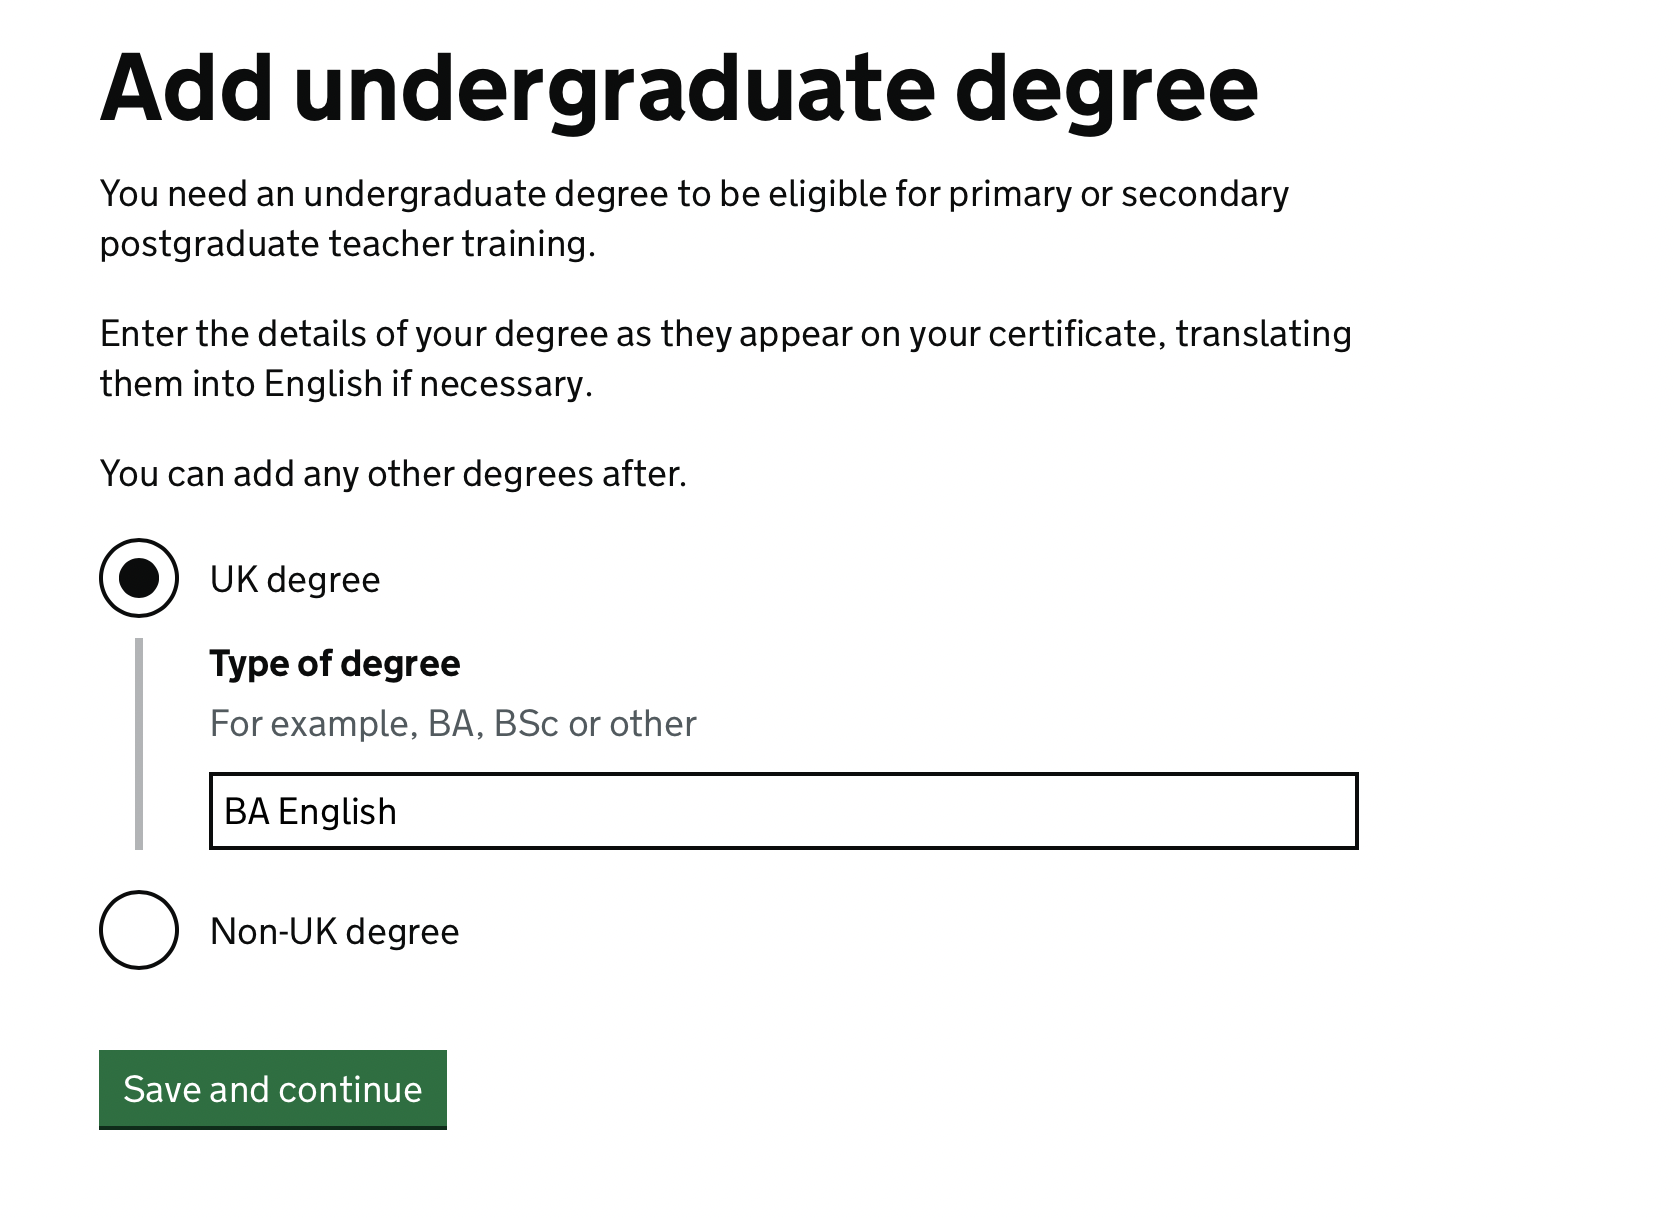 Add undergraduate degree
You need an undergraduate degree to be eligible for primary or secondary
postgraduate teacher training.
Enter the details of your degree as they appear on your certificate, translating
them into English if necessary.
You can add any other degrees after.
UK degree
Type of degree
For example, BA, BSc or other
BA English
Non-UK degree
Save and continue